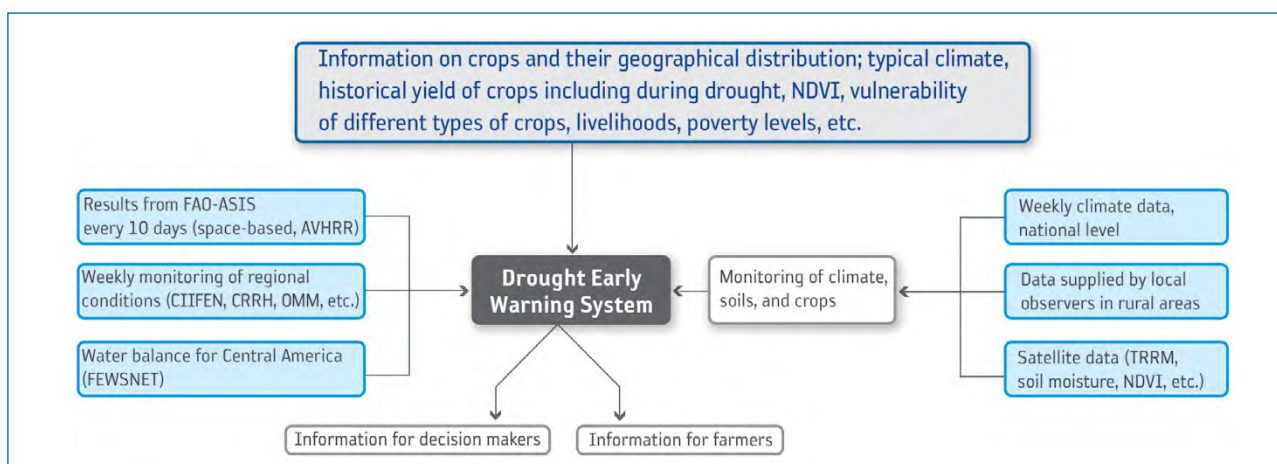 Information on crops and their geographical distribution; typical climate,
historical yield of crops including during drought, NDVI, vulnerability
of different types of crops, livelihoods, poverty levels, etc.
Results from FAO-ASIS
every 10 days (space-based, AVHRR)
Weekly monitoring of regional
conditions (CIIFEN, CRRH, OMM, etc.)
Water balance for Central America
(FEWSNET)
Drought Early
Warning System
Monitoring of climate,
soils, and crops
Weekly climate data,
national level
Data supplied by local
observers in rural areas
Satellite data (TRRM,
soil moisture, NDVI, etc.)
Information for decision makers
Information for farmers